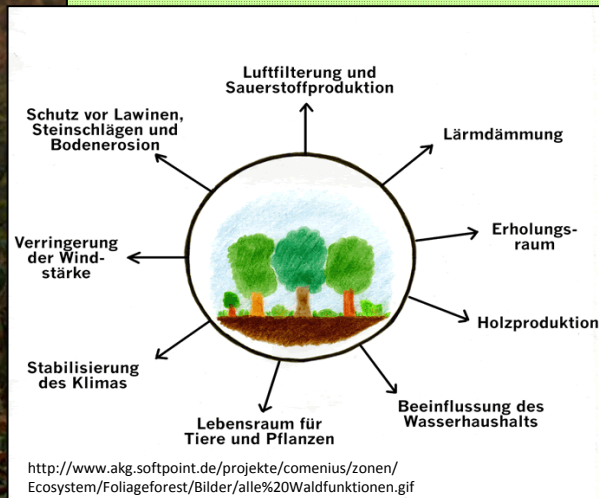 Luftfilterung und
Sauerstoffproduktion
Lärmdämmung
Erholungs-
raum
Holzproduktion
Beeinflussung des
Wasserhaushalts
Lebensraum für
Tiere und Pflanzen
Stabilisierung
des Klimas
Verringerung
der Wind-
stärke
Schutz vor Lawinen,
Steinschlägen und
Bodenerosion
http://www.akg.softpoint.de/projekte/comenius/zonen/
Ecosystem/Foliageforest/Bilder/alle%20Waldfunktionen.gif